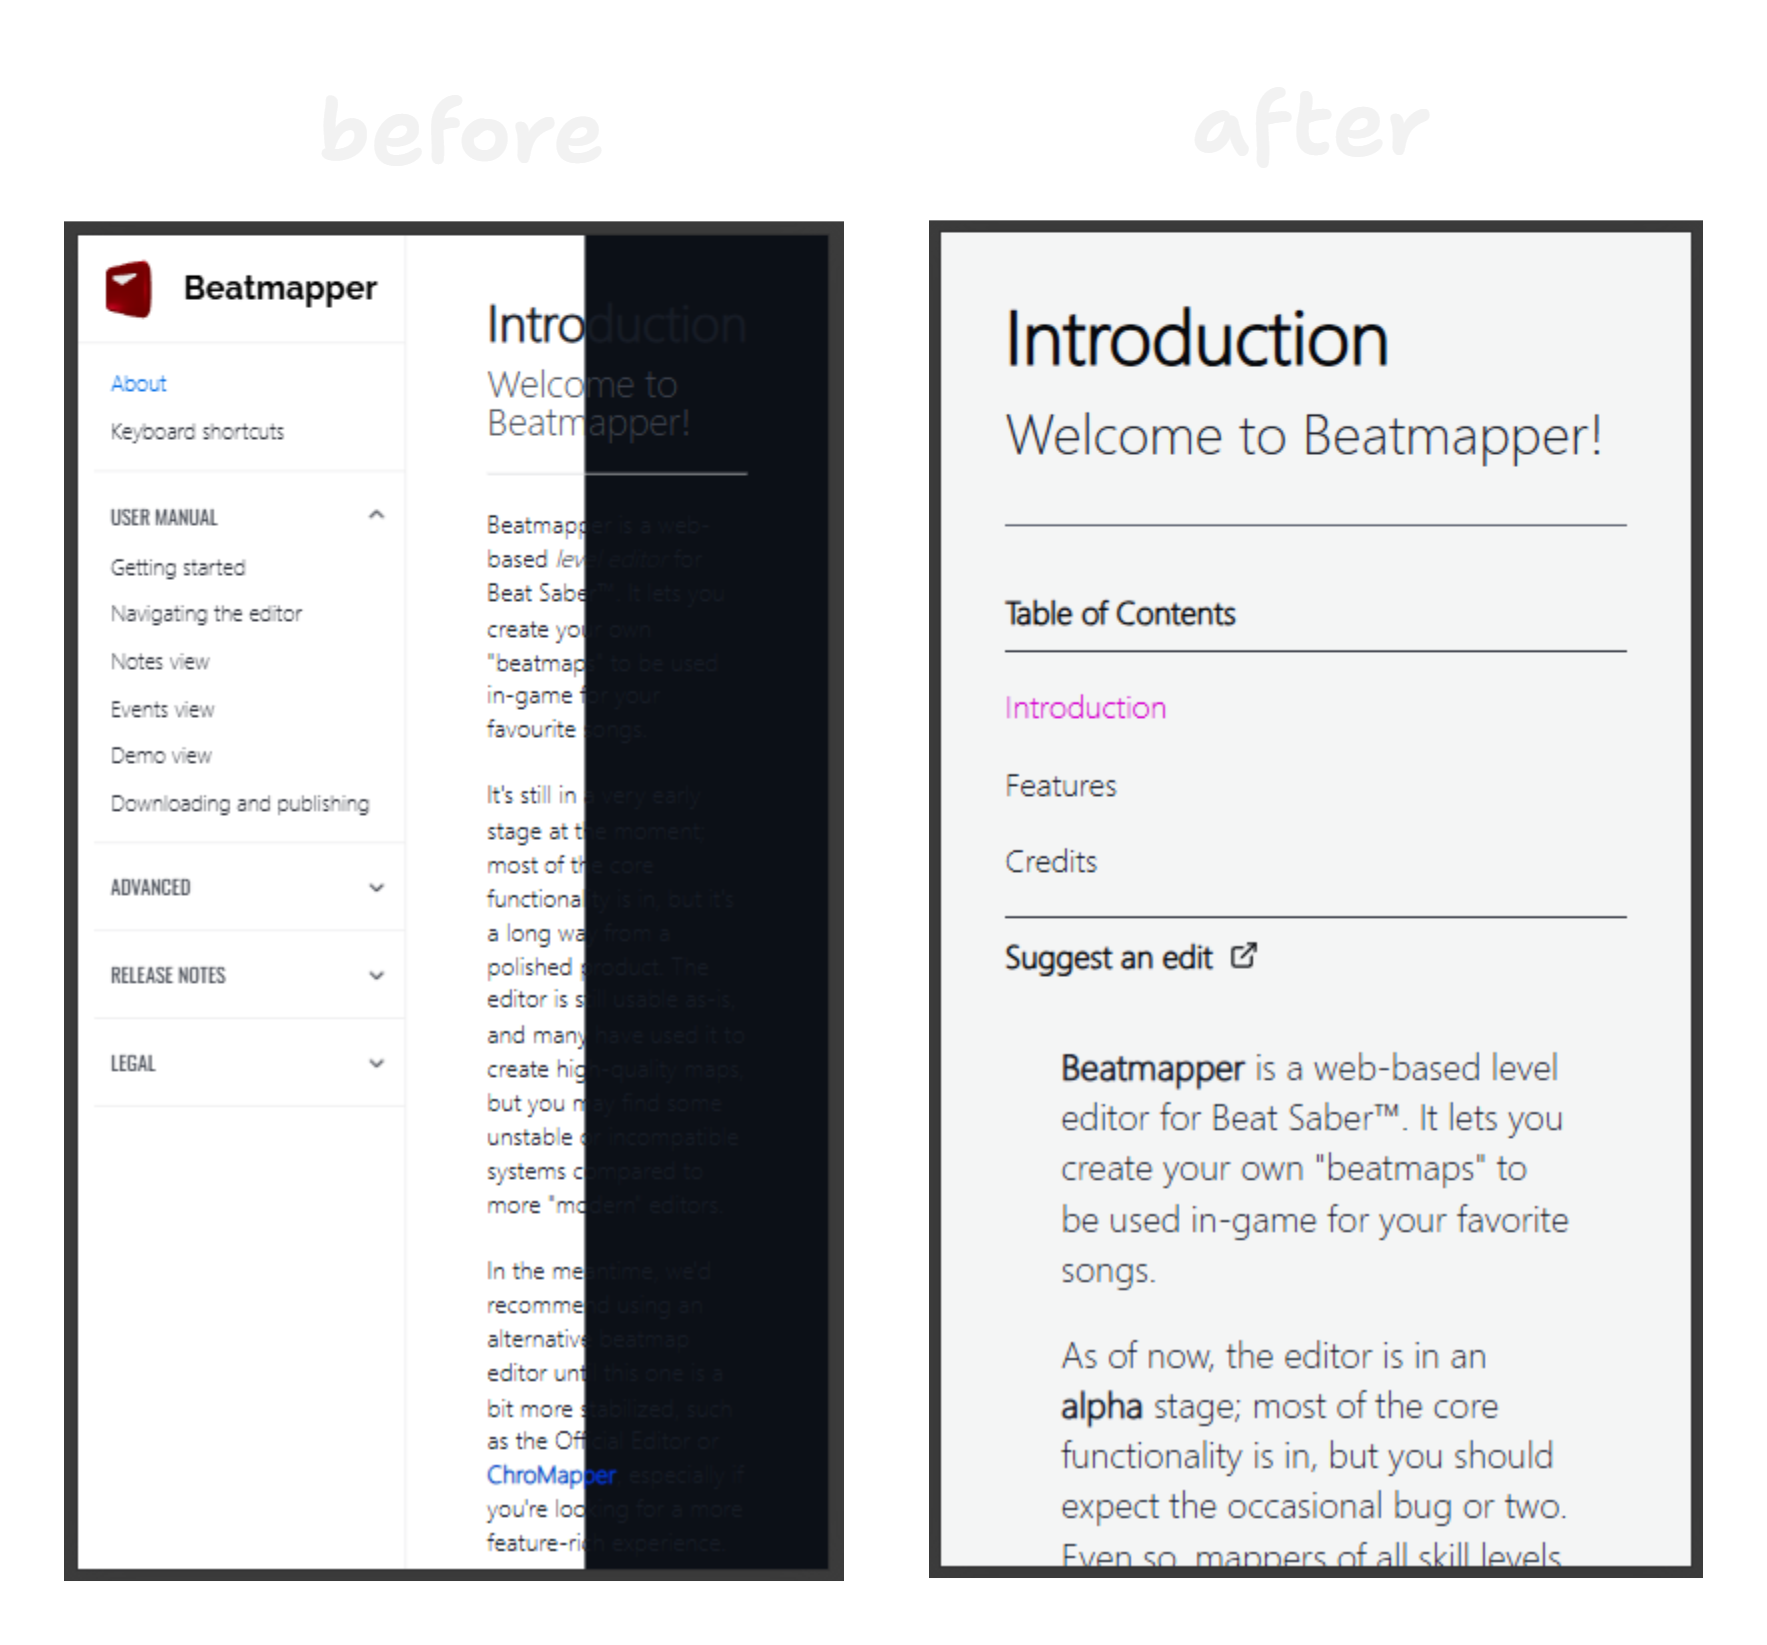 before
after
Beatmapper
About
Keyboard shortcuts
USER MANUAL
Getting started
Navigating the editor
Notes view
Events view
Demo view
Downloading and publishing
ADVANCED
RELEASE NOTES
LEGAL
Introduction
Welcome to
Beatmapper!
Beatmapper is a web-
based level editor for
Beat Saber™. It lets you
create your own
"beatmaps" to be used
in-game for your
favourite songs.
It's still in a very early
stage at the moment;
most of the core
functionality is in, but it's
a long way from a
polished product. The
editor is still usable as-is,
and many have used it to
create high-quality maps,
but you may find some
unstable or incompatible
systems compared to
more "modern" editors.
In the meantime, we'd
recommend using an
alternative beatmap
editor until this one is a
bit more stabilized, such
as the Official Editor or
ChroMapper, especially if
you're looking for a more
feature-rich experience.
Introduction
Welcome to Beatmapper!
Table of Contents
Introduction
Features
Credits
Suggest an edit
Beatmapper is a web-based level
editor for Beat Saber™. It lets you
create your own "beatmaps" to
be used in-game for your favorite
songs.
As of now, the editor is in an
alpha stage; most of the core
functionality is in, but you should
expect the occasional bug or two.
Even so, mappers of all skill levels